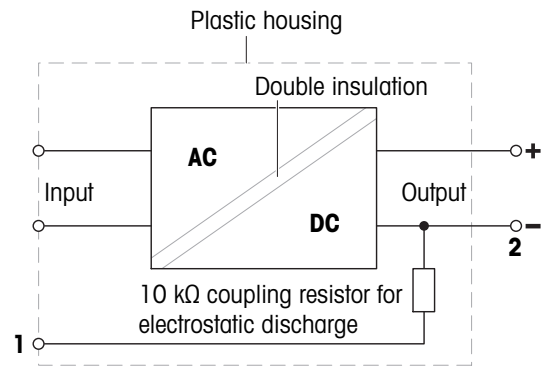 Plastic housing
Double insulation
AC
+
Input
Output
DC
−
2
10 kΩ coupling resistor for
electrostatic discharge
1